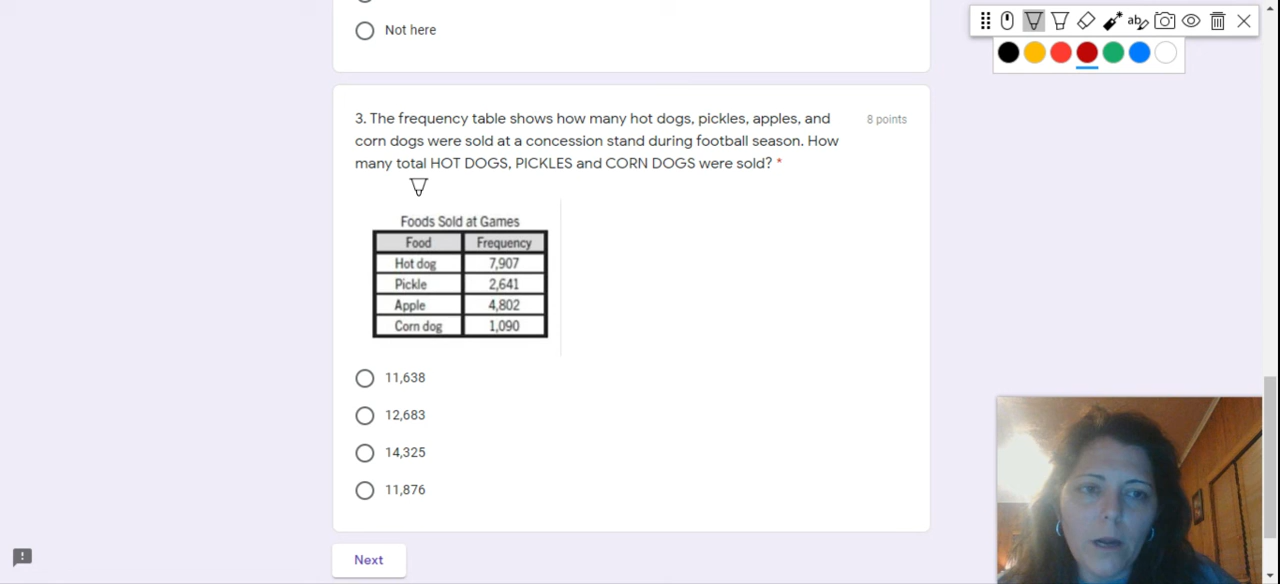 Not here
3. The frequency table shows how many hot dogs, pickles, apples, and
8 points
corn dogs were sold at a concession stand during football season. How
many total HOT DOGS, PICKLES and CORN DOGS were sold? *
Foods Sold at Games
Food Frequency
Hot dog 7,907
Pickle 2,641
Apple 4,802
Corn dog 1,090
11,638
12,683
14,325
11,876
Next
ab
!